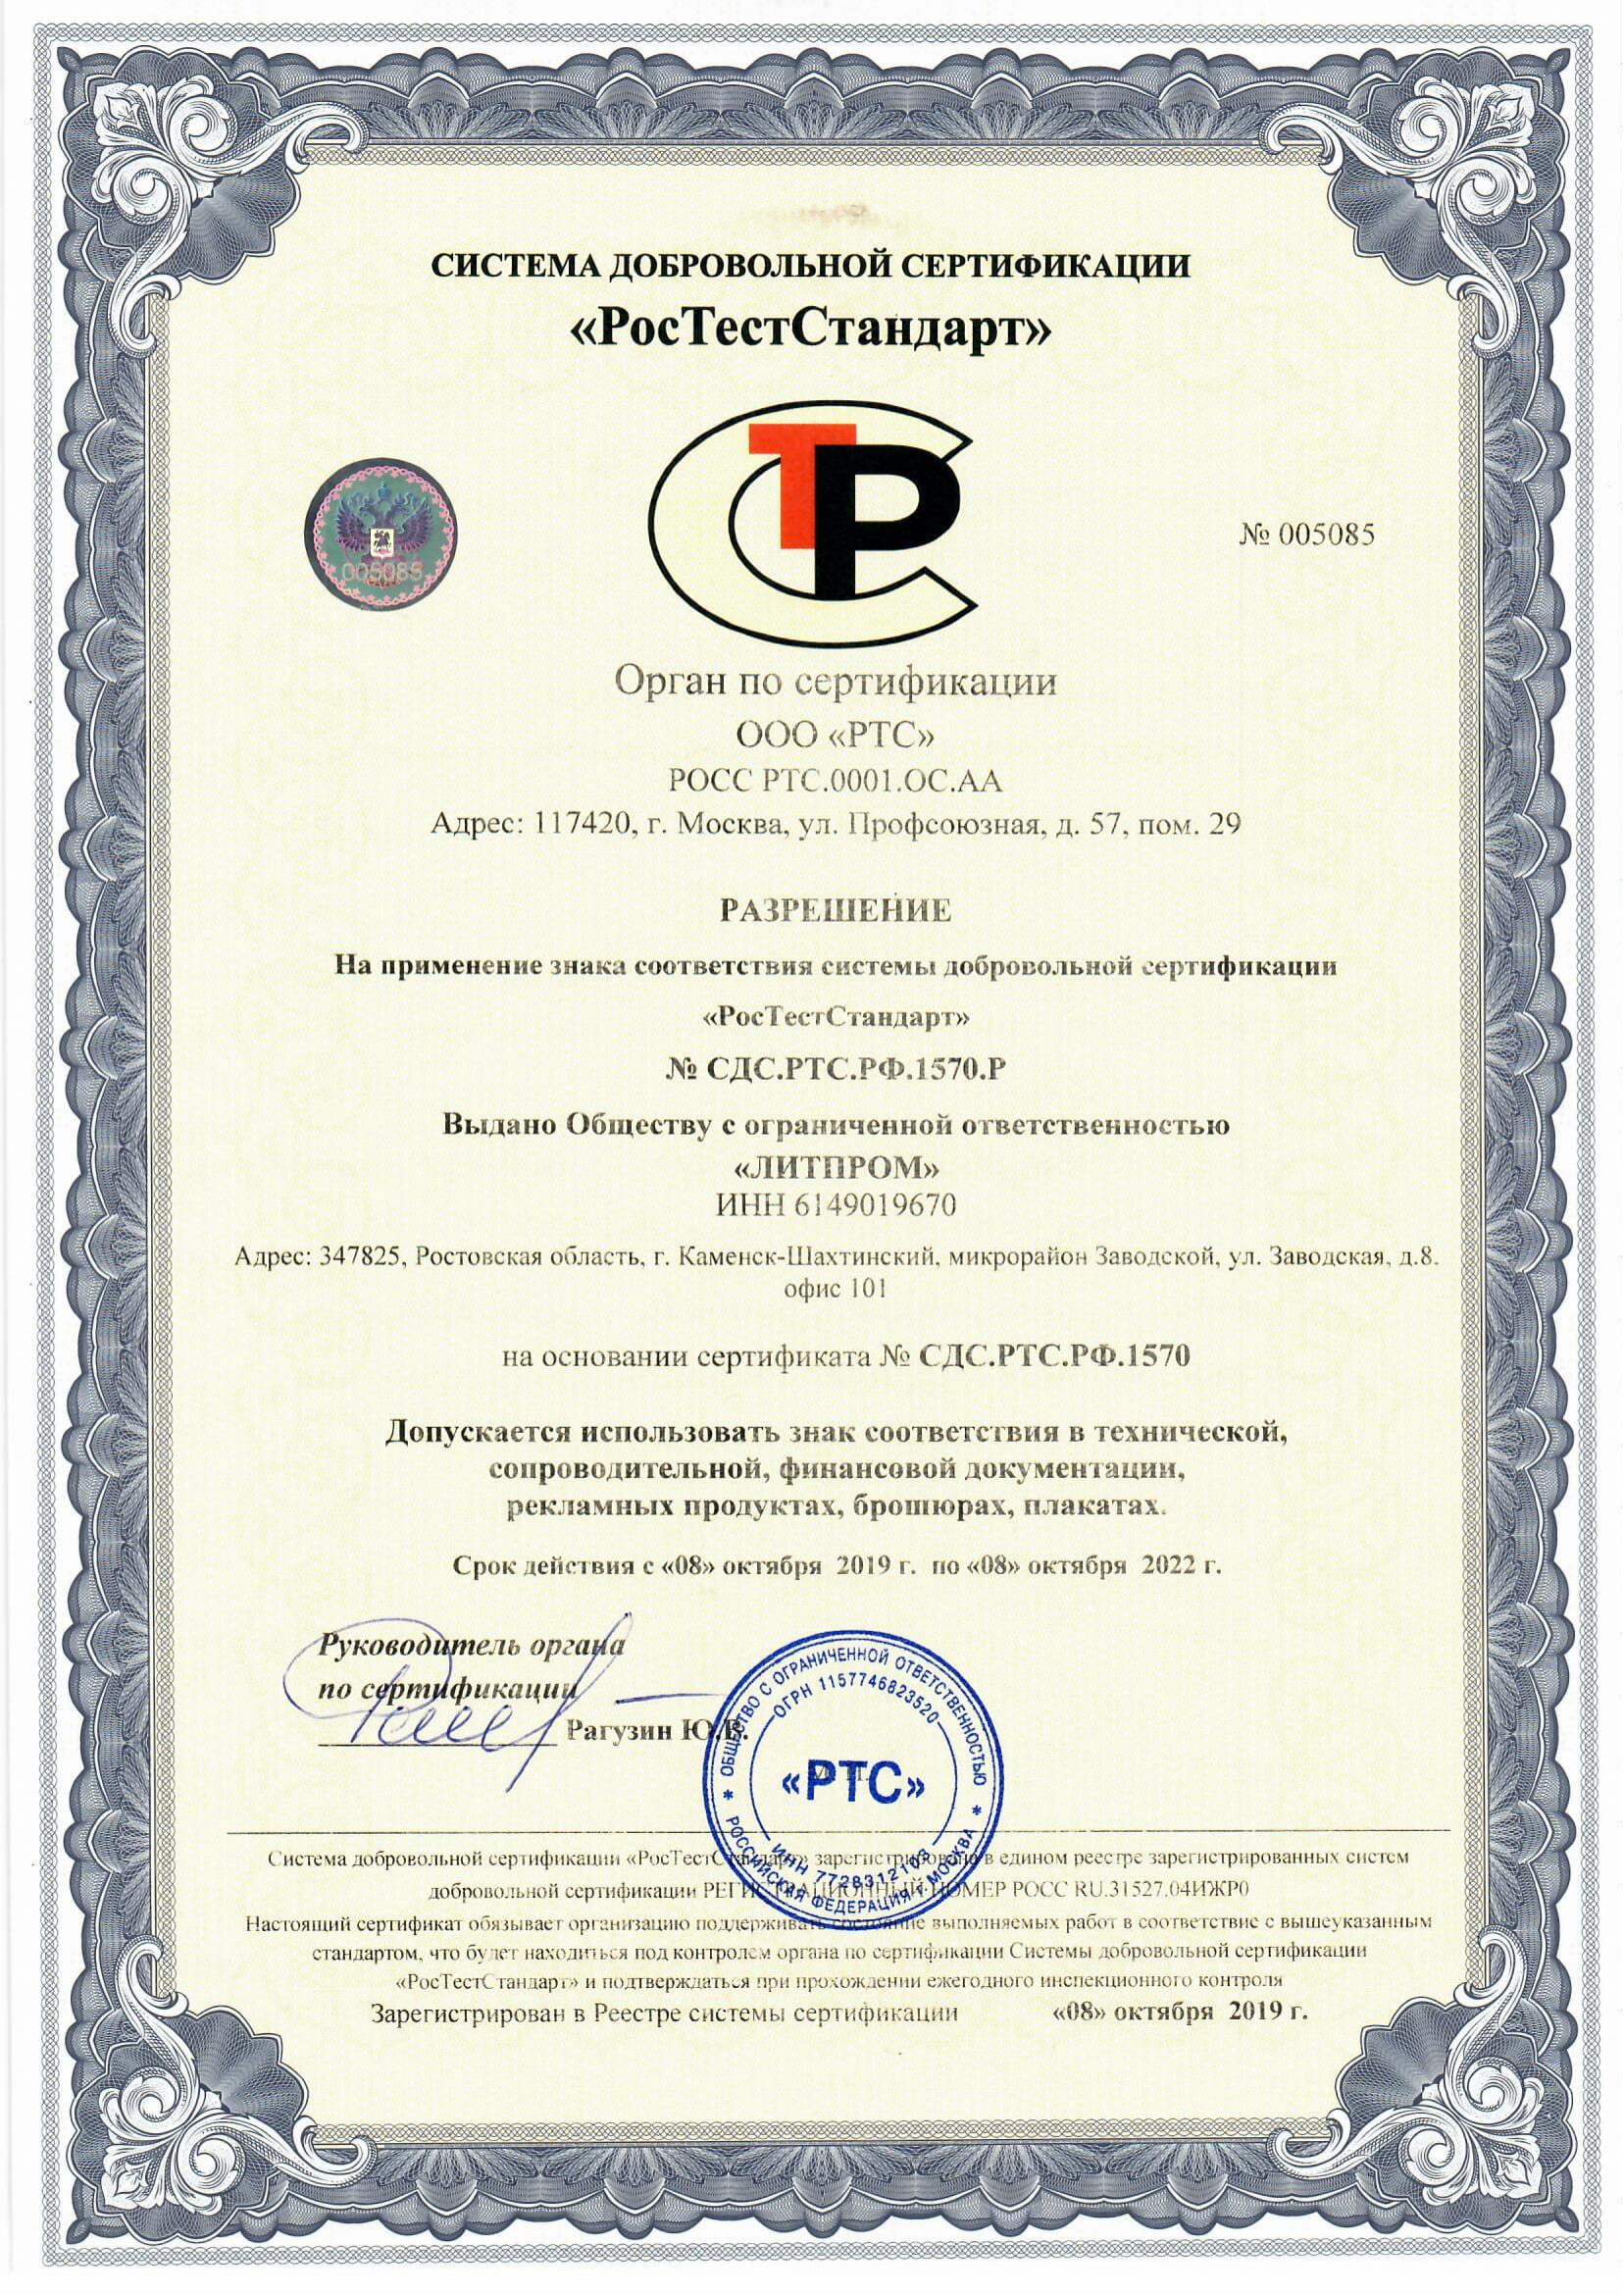 СИСТЕМА ДОБРОВОЛЬНОЙ СЕРТИФИКАЦИИ
«РосТестСтандарт»
ТРС
005085
№ 005085
Орган по сертификации
ООО «РТС»
РОСС РТС.0001.ОС.АА
Адрес: 117420, г. Москва, ул. Профсоюзная, д. 57, пом. 29
РАЗРЕШЕНИЕ
На применение знака соответствия системы добровольной сертификации
«РосТестСтандарт»
№ СДС.РТС.РФ.1570.Р
Выдано Обществу с ограниченной ответственностью
«ЛИТПРОМ»
ИНН 6149019670
Адрес: 347825, Ростовская область, г. Каменск-Шахтинский, микрорайон Заводской, ул. Заводская, д.8.
офис 101
на основании сертификата № СДС.РТС.РФ.1570
Допускается использовать знак соответствия в технической,
сопроводительной, финансовой документации,
рекламных продуктах, брошюрах, плакатах.
Срок действия с «08» октября 2019 г. по «08» октября 2022 г.
Руководитель органа
по сертификации
Рагузин Ю.В.
ОБЩЕСТВО С ОГРАНИЧЕННОЙ ОТВЕТСТВЕННОСТЬЮ
ОГРН 1157746823520
«РТС»
ИНН 7728312103
РОССИЙСКАЯ ФЕДЕРАЦИЯ г. МОСКВА
Система добровольной сертификации «РосТестСтандарт» зарегистрирована в едином реестре зарегистрированных систем
добровольной сертификации РЕГИСТРАЦИОННЫЙ НОМЕР РОСС RU.31527.04ИЖР0
Настоящий сертификат обязывает организацию поддерживать состояние выполняемых работ в соответствие с вышеуказанным
стандартом, что будет находиться под контролем органа по сертификации Системы добровольной сертификации
«РосТестСтандарт» и подтверждаться при прохождении ежегодного инспекционного контроля
Зарегистрирован в Реестре системы сертификации «08» октября 2019 г.